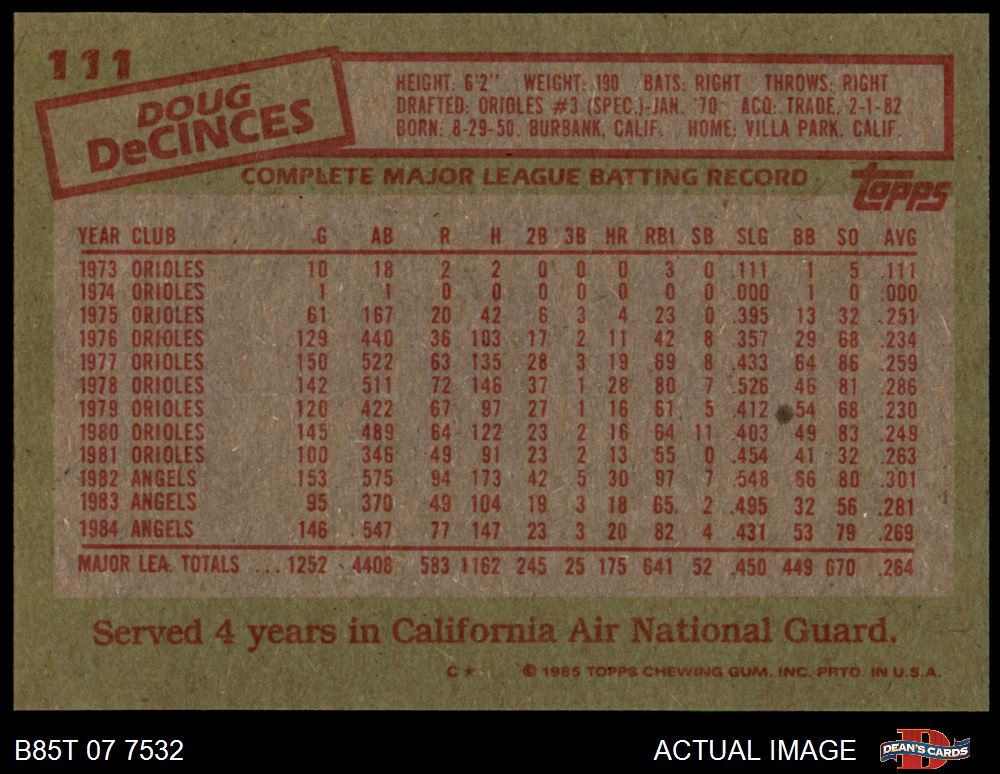 111
DOUG
DeCINCES
HEIGHT: 6'2" WEIGHT: 190 BATS: RIGHT THROWS: RIGHT
DRAFTED: ORIOLES #3 (SPEC.)-JAN. '70 ACQ: TRADE, 2-1-82
BORN: 8-29-50, BURBANK, CALIF. HOME: VILLA PARK, CALIF.
COMPLETE MAJOR LEAGUE BATTING RECORD
Topps
YEAR CLUB G AB R H 2B 3B HR RBI SB SLG BB SO AVG
1973 ORIOLES 10 18 2 2 0 0 0 3 0 .111 1 5 .111
1974 ORIOLES 1 1 0 0 0 0 0 0 0 .000 1 0 .000
1975 ORIOLES 61 167 20 42 6 3 4 23 0 .395 13 32 .251
1976 ORIOLES 129 440 36 103 17 2 11 42 8 .357 29 68 .234
1977 ORIOLES 150 522 63 135 28 3 19 69 8 .433 64 86 .259
1978 ORIOLES 142 511 72 146 37 1 28 80 7 .526 46 81 .286
1979 ORIOLES 120 422 67 97 27 1 16 61 5 .412 54 68 .230
1980 ORIOLES 145 489 64 122 23 2 16 64 11 .403 49 83 .249
1981 ORIOLES 100 346 49 91 23 2 13 55 0 .454 41 32 .263
1982 ANGELS 153 575 94 173 42 5 30 97 7 .548 66 80 .301
1983 ANGELS 95 370 49 104 19 3 18 65 2 .495 32 56 .281
1984 ANGELS 146 547 77 147 23 3 20 82 4 .431 53 79 .269
MAJOR LEA. TOTALS ... 1252 4408 583 1162 245 25 175 641 52 .450 449 670 .264
Served 4 years in California Air National Guard.
C★ © 1985 TOPPS CHEWING GUM, INC. PRTD. IN U.S.A.
B85T 07 7532
ACTUAL IMAGE
DEAN'S CARDS